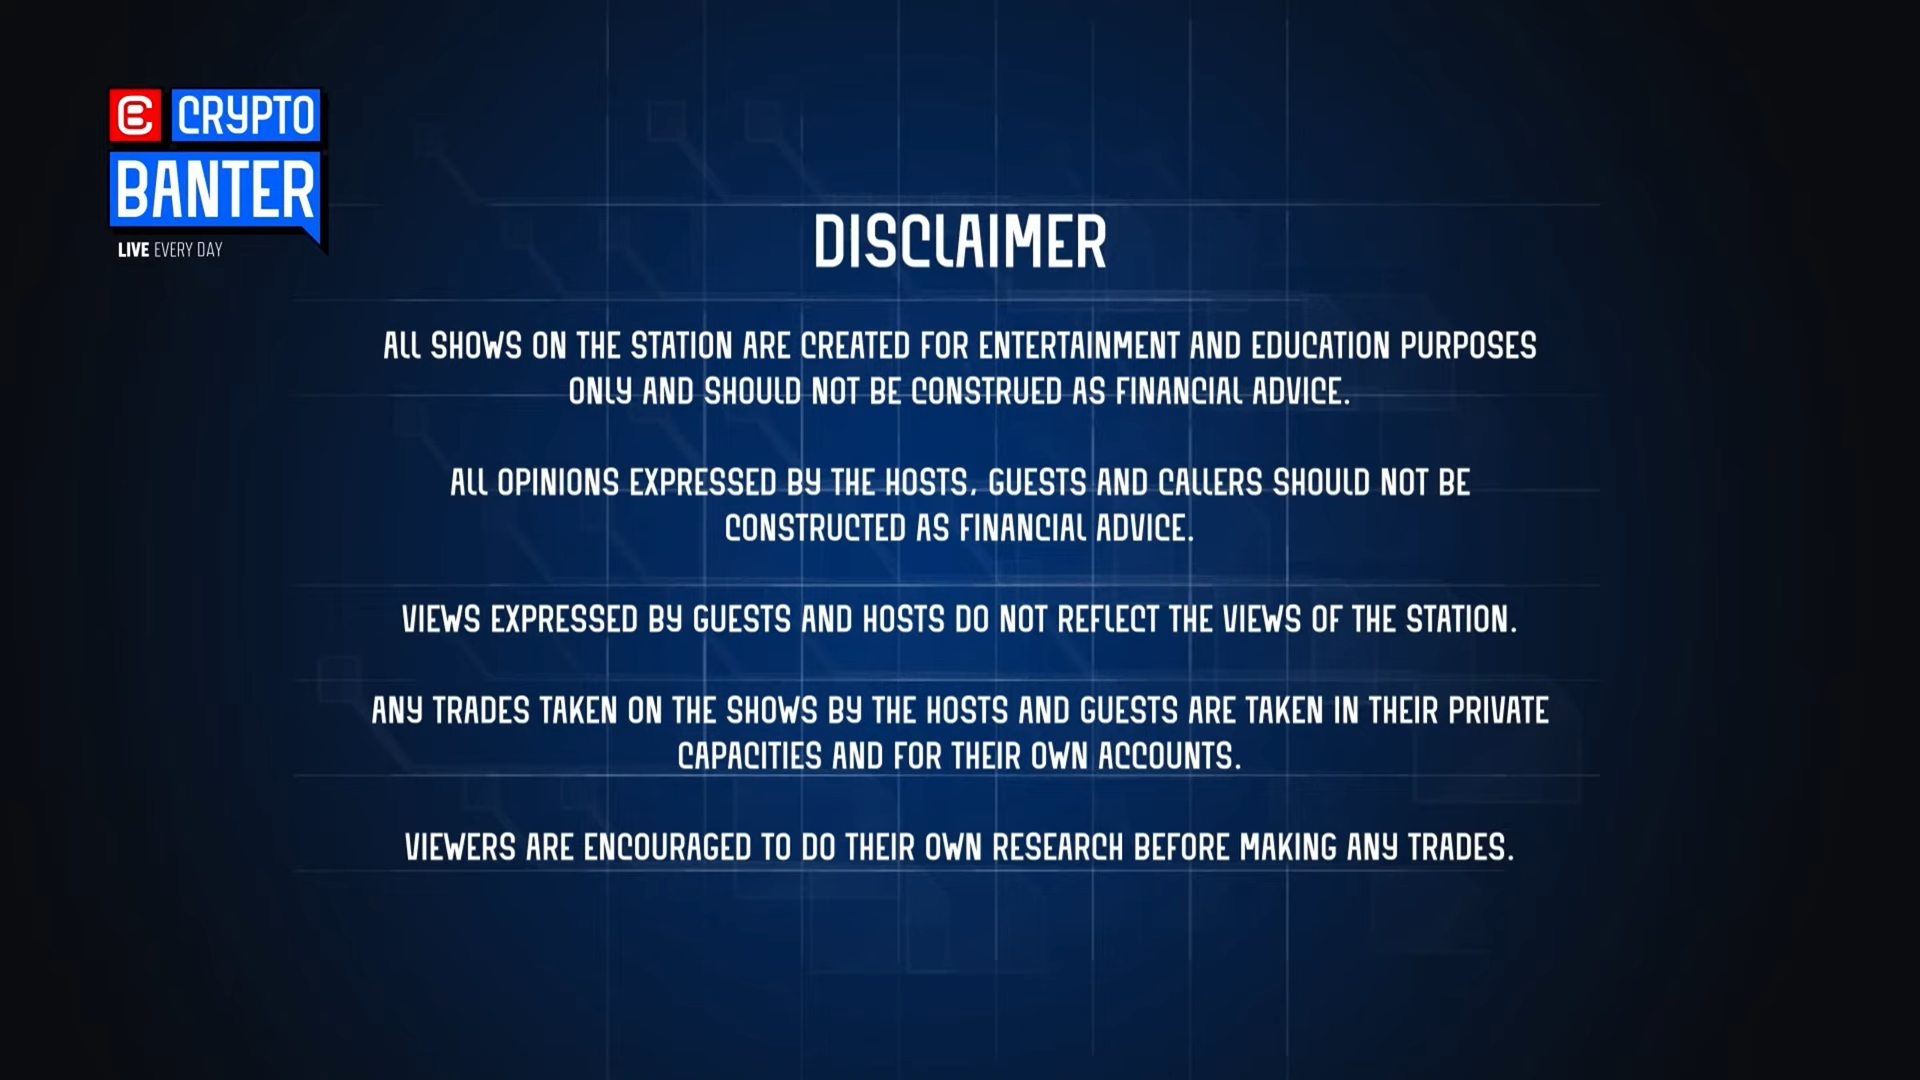 CRYPTO
BANTER
LIVE EVERY DAY
DISCLAIMER
ALL SHOWS ON THE STATION ARE CREATED FOR ENTERTAINMENT AND EDUCATION PURPOSES
ONLY AND SHOULD NOT BE CONSTRUED AS FINANCIAL ADVICE.
ALL OPINIONS EXPRESSED BY THE HOSTS, GUESTS AND CALLERS SHOULD NOT BE
CONSTRUCTED AS FINANCIAL ADVICE.
VIEWS EXPRESSED BY GUESTS AND HOSTS DO NOT REFLECT THE VIEWS OF THE STATION.
ANY TRADES TAKEN ON THE SHOWS BY THE HOSTS AND GUESTS ARE TAKEN IN THEIR PRIVATE
CAPACITIES AND FOR THEIR OWN ACCOUNTS.
VIEWERS ARE ENCOURAGED TO DO THEIR OWN RESEARCH BEFORE MAKING ANY TRADES.